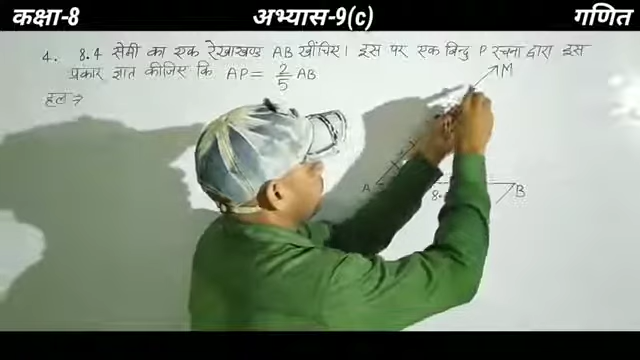 कक्षा-8 अभ्यास-9(c) गणित
4. 8.4 सेमी का एक रेखाखण्ड AB खींचिए। इस पर एक बिन्दु P रचना द्वारा इस
प्रकार ज्ञात कीजिए कि AP = 2/5 AB
हल →
M
A B
8.